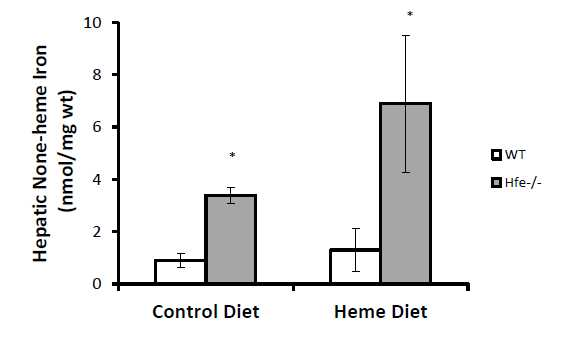 Hepatic None-heme Iron
(nmol/mg wt)
10
8
6
4
2
0
*
*
Control Diet
Heme Diet
WT
Hfe-/-